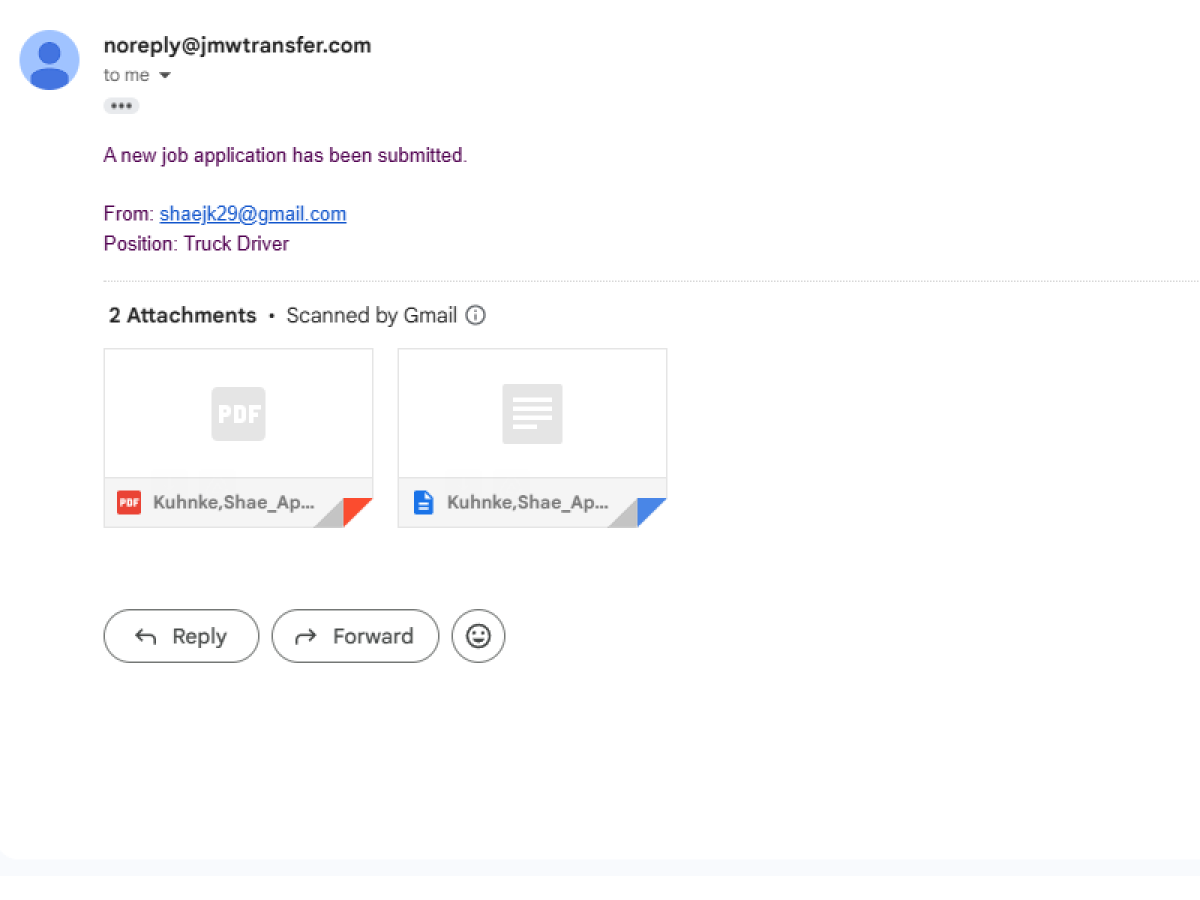 noreply@jmwtransfer.com
to me
A new job application has been submitted.
From: shaejk29@gmail.com
Position: Truck Driver
2 Attachments • Scanned by Gmail
PDF
PDF Kuhnke,Shae_Ap...
Kuhnke,Shae_Ap...
Reply
Forward